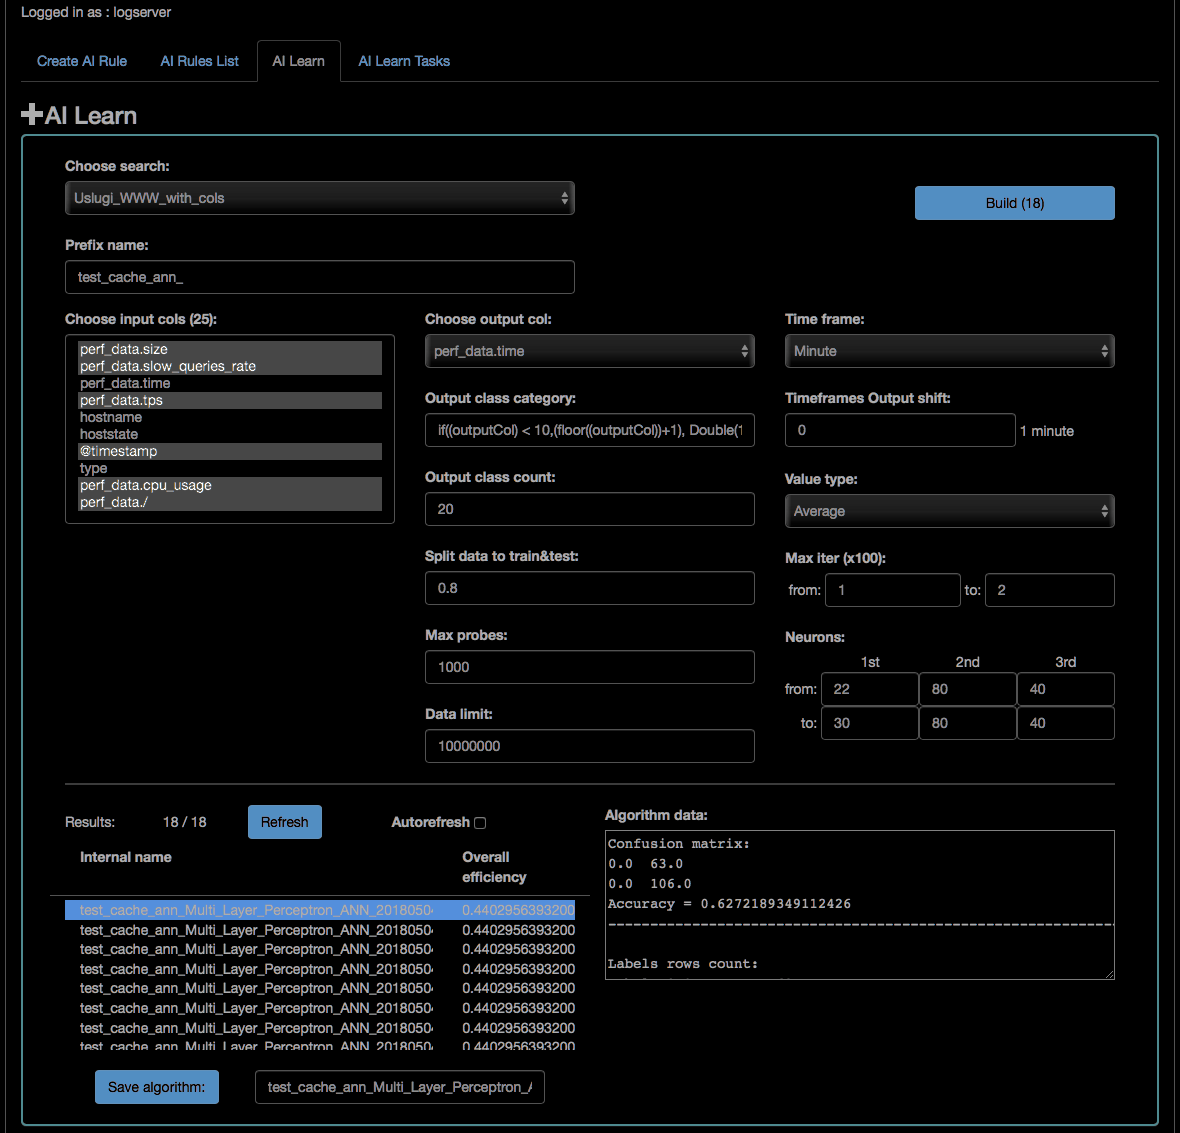 Logged in as : logserver
Create AI Rule
AI Rules List
AI Learn
AI Learn Tasks
AI Learn
Choose search:
Uslugi_WWW_with_cols
Build (18)
Prefix name:
test_cache_ann_
Choose input cols (25):
perf_data.size
perf_data.slow_queries_rate
perf_data.time
perf_data.tps
hostname
hoststate
@timestamp
type
perf_data.cpu_usage
perf_data./
Choose output col:
perf_data.time
Output class category:
if((outputCol) < 10,(floor((outputCol))+1), Double(1
Output class count:
20
Split data to train&test:
0.8
Max probes:
1000
Data limit:
10000000
Time frame:
Minute
Timeframes Output shift:
0 1 minute
Value type:
Average
Max iter (x100):
from: 1 to: 2
Neurons:
1st 2nd 3rd
from: 22 80 40
to: 30 80 40
Results: 18 / 18 Refresh Autorefresh
Internal name Overall
efficiency
test_cache_ann_Multi_Layer_Perceptron_ANN_2018050 0.4402956393200
test_cache_ann_Multi_Layer_Perceptron_ANN_2018050 0.4402956393200
test_cache_ann_Multi_Layer_Perceptron_ANN_2018050 0.4402956393200
test_cache_ann_Multi_Layer_Perceptron_ANN_2018050 0.4402956393200
test_cache_ann_Multi_Layer_Perceptron_ANN_2018050 0.4402956393200
test_cache_ann_Multi_Layer_Perceptron_ANN_2018050 0.4402956393200
test_cache_ann_Multi_Layer_Perceptron_ANN_2018050 0.4402956393200
test_cache_ann_Multi_Layer_Perceptron_ANN_2018050 0.4402956393200
Algorithm data:
Confusion matrix:
0.0 63.0
0.0 106.0
Accuracy = 0.6272189349112426
Labels rows count:
Save algorithm: test_cache_ann_Multi_Layer_Perceptron_A